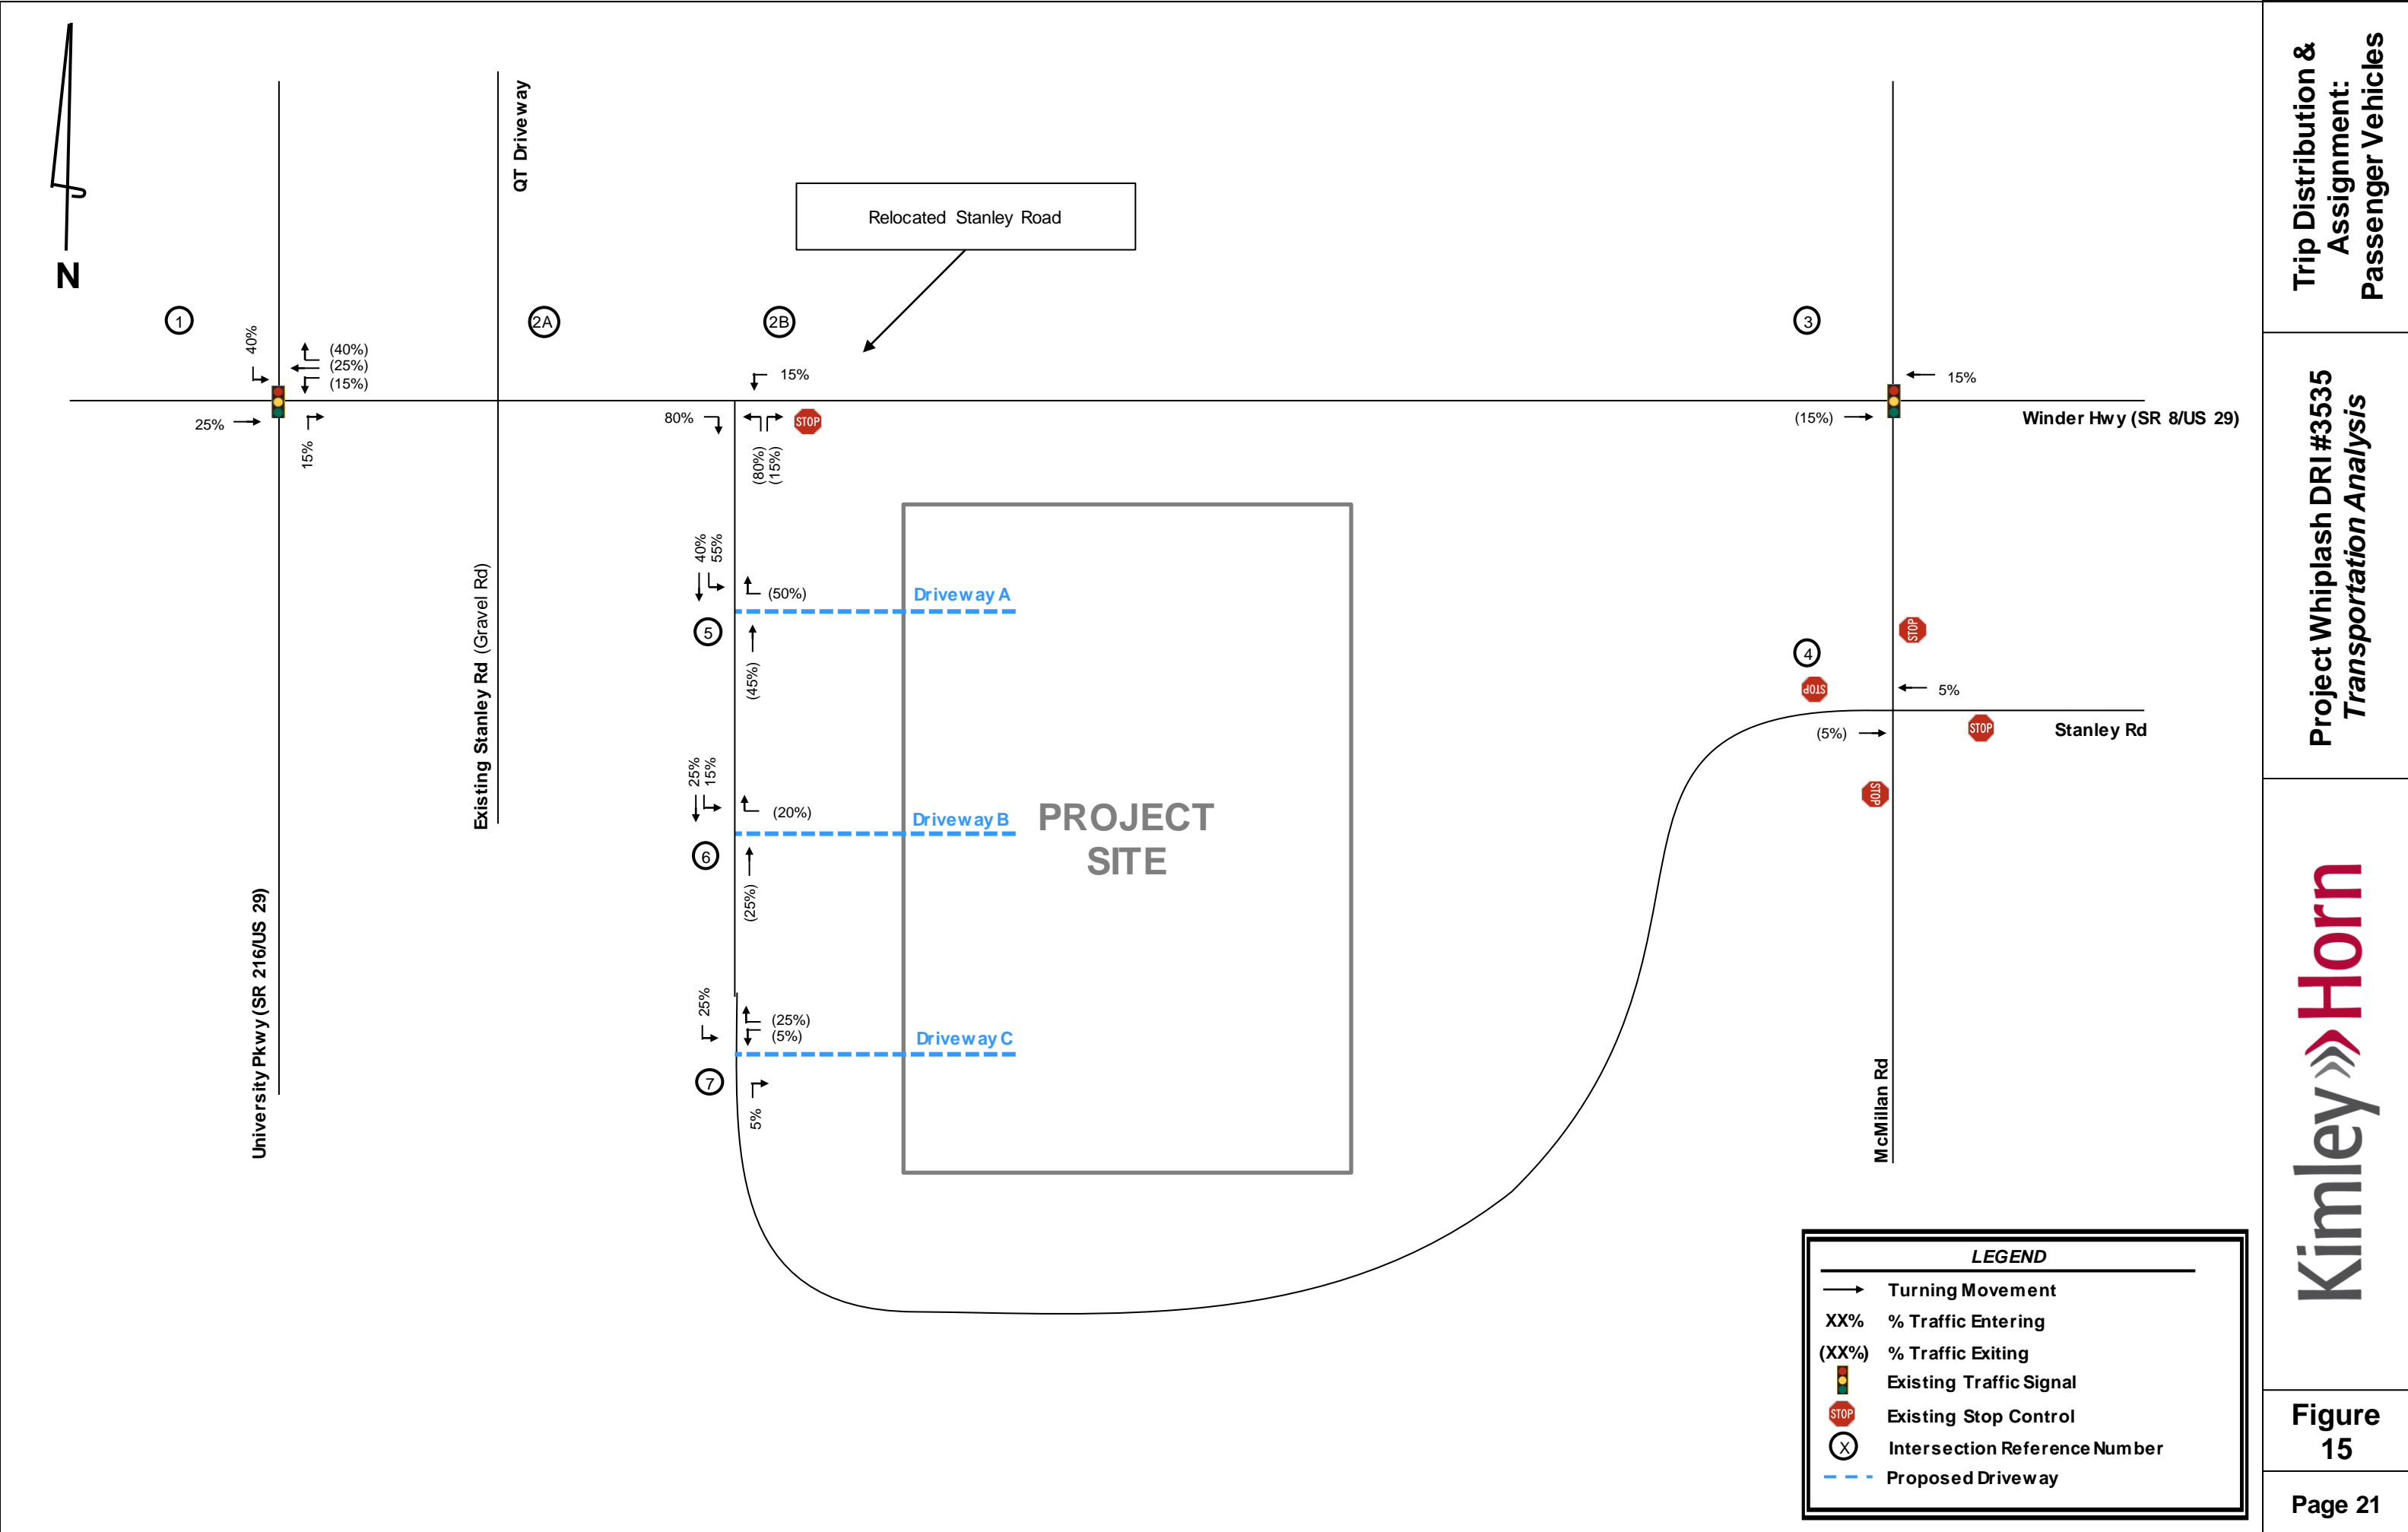 N
QT Driveway
Relocated Stanley Road
1
2A
2B
3
40%
(40%)
(25%)
(15%)
25%
15%
15%
80%
STOP
(80%)
(15%)
15%
(15%)
Winder Hwy (SR 8/US 29)
40%
55%
(50%)
Driveway A
5
(45%)
Existing Stanley Rd (Gravel Rd)
STOP
4
STOP
5%
(5%)
STOP
Stanley Rd
STOP
25%
15%
(20%)
Driveway B
6
(25%)
PROJECT
SITE
University Pkwy (SR 216/US 29)
25%
(25%)
(5%)
Driveway C
7
5%
McMillan Rd
LEGEND
Turning Movement
XX% % Traffic Entering
(XX%) % Traffic Exiting
Existing Traffic Signal
STOP Existing Stop Control
X Intersection Reference Number
Proposed Driveway
Trip Distribution &
Assignment:
Passenger Vehicles
Project Whiplash DRI #3535
Transportation Analysis
Kimley»Horn
Figure
15
Page 21